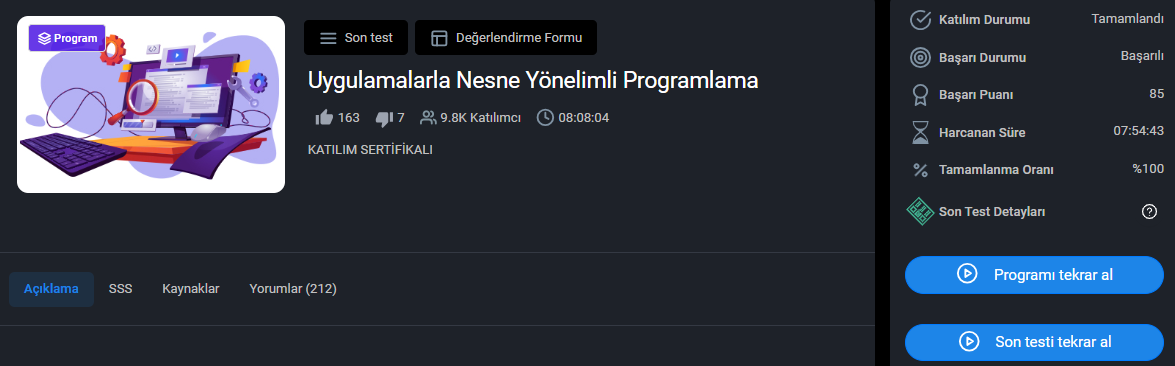 Program
Son test
Değerlendirme Formu
Uygulamalarla Nesne Yönelimli Programlama
163 7 9.8K Katılımcı 08:08:04
KATILIM SERTİFİKALI
Açıklama SSS Kaynaklar Yorumlar (212)
Katılım Durumu Tamamlandı
Başarı Durumu Başarılı
Başarı Puanı 85
Harcanan Süre 07:54:43
Tamamlanma Oranı %100
Son Test Detayları
Programı tekrar al
Son testi tekrar al